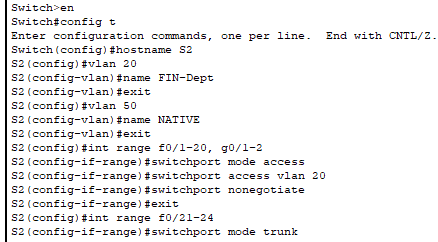 Switch>en
Switch#config t
Enter configuration commands, one per line.  End with CNTL/Z.
Switch(config)#hostname S2
S2(config)#vlan 20
S2(config-vlan)#name FIN-Dept
S2(config-vlan)#exit
S2(config)#vlan 50
S2(config-vlan)#name NATIVE
S2(config-vlan)#exit
S2(config)#int range f0/1-20, g0/1-2
S2(config-if-range)#switchport mode access
S2(config-if-range)#switchport access vlan 20
S2(config-if-range)#switchport nonegotiate
S2(config-if-range)#exit
S2(config)#int range f0/21-24
S2(config-if-range)#switchport mode trunk